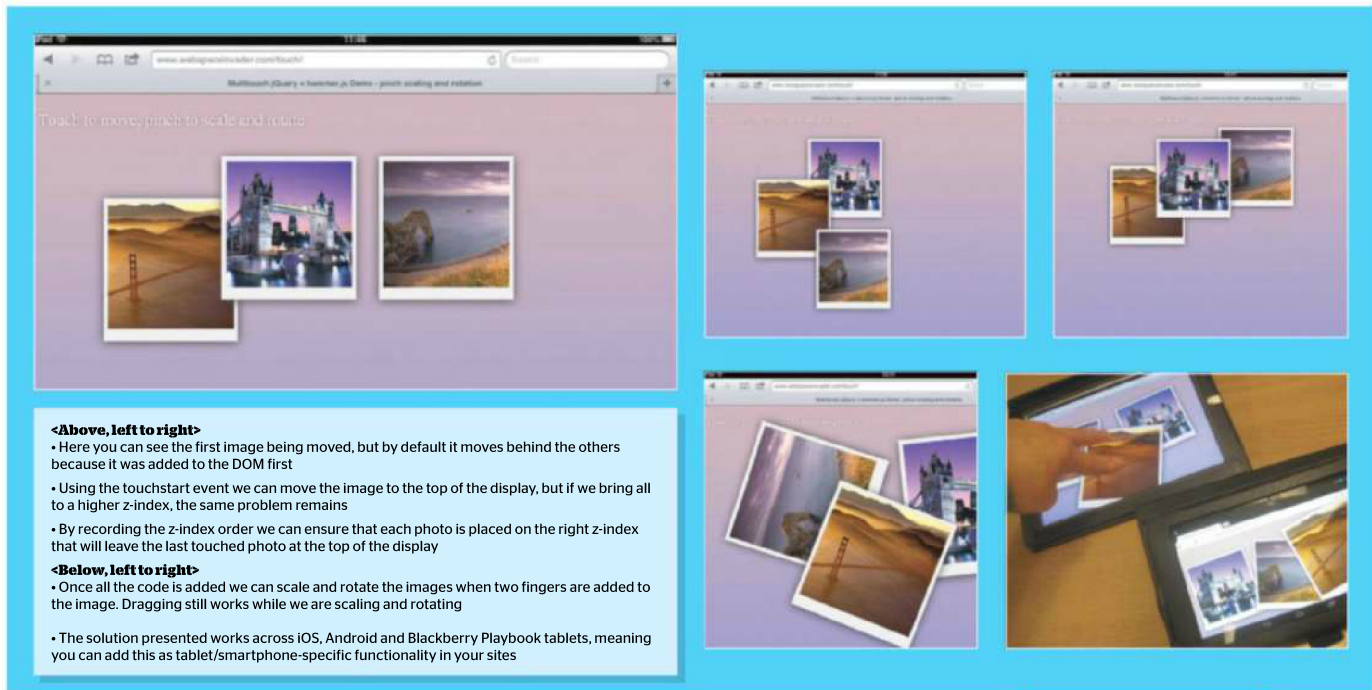 11:46
100%
www.webspaceinvader.com/touch/
Search
Multitouch jQuery + hammer.js Demo - pinch scaling and rotation
Touch to move, pinch to scale and rotate
<Above, left to right>
• Here you can see the first image being moved, but by default it moves behind the others
because it was added to the DOM first
• Using the touchstart event we can move the image to the top of the display, but if we bring all
to a higher z-index, the same problem remains
• By recording the z-index order we can ensure that each photo is placed on the right z-index
that will leave the last touched photo at the top of the display
<Below, left to right>
• Once all the code is added we can scale and rotate the images when two fingers are added to
the image. Dragging still works while we are scaling and rotating
• The solution presented works across iOS, Android and Blackberry Playbook tablets, meaning
you can add this as tablet/smartphone-specific functionality in your sites